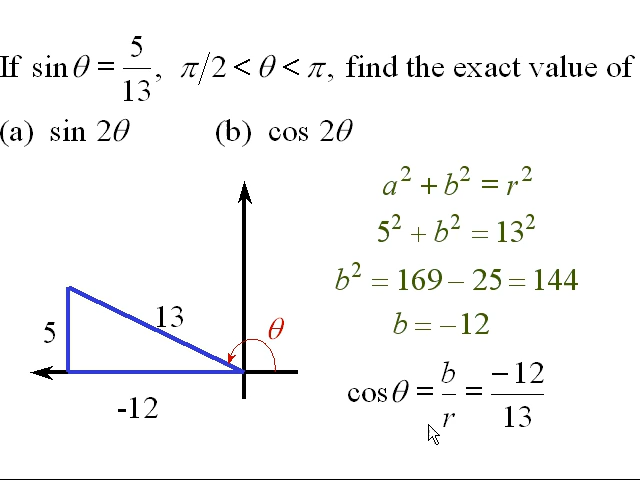 If sin θ = 5/13, π/2 < θ < π, find the exact value of
(a) sin 2θ (b) cos 2θ
a² + b² = r²
5² + b² = 13²
b² = 169 − 25 = 144
b = −12
cos θ = b/r = −12/13
13
θ
5
-12